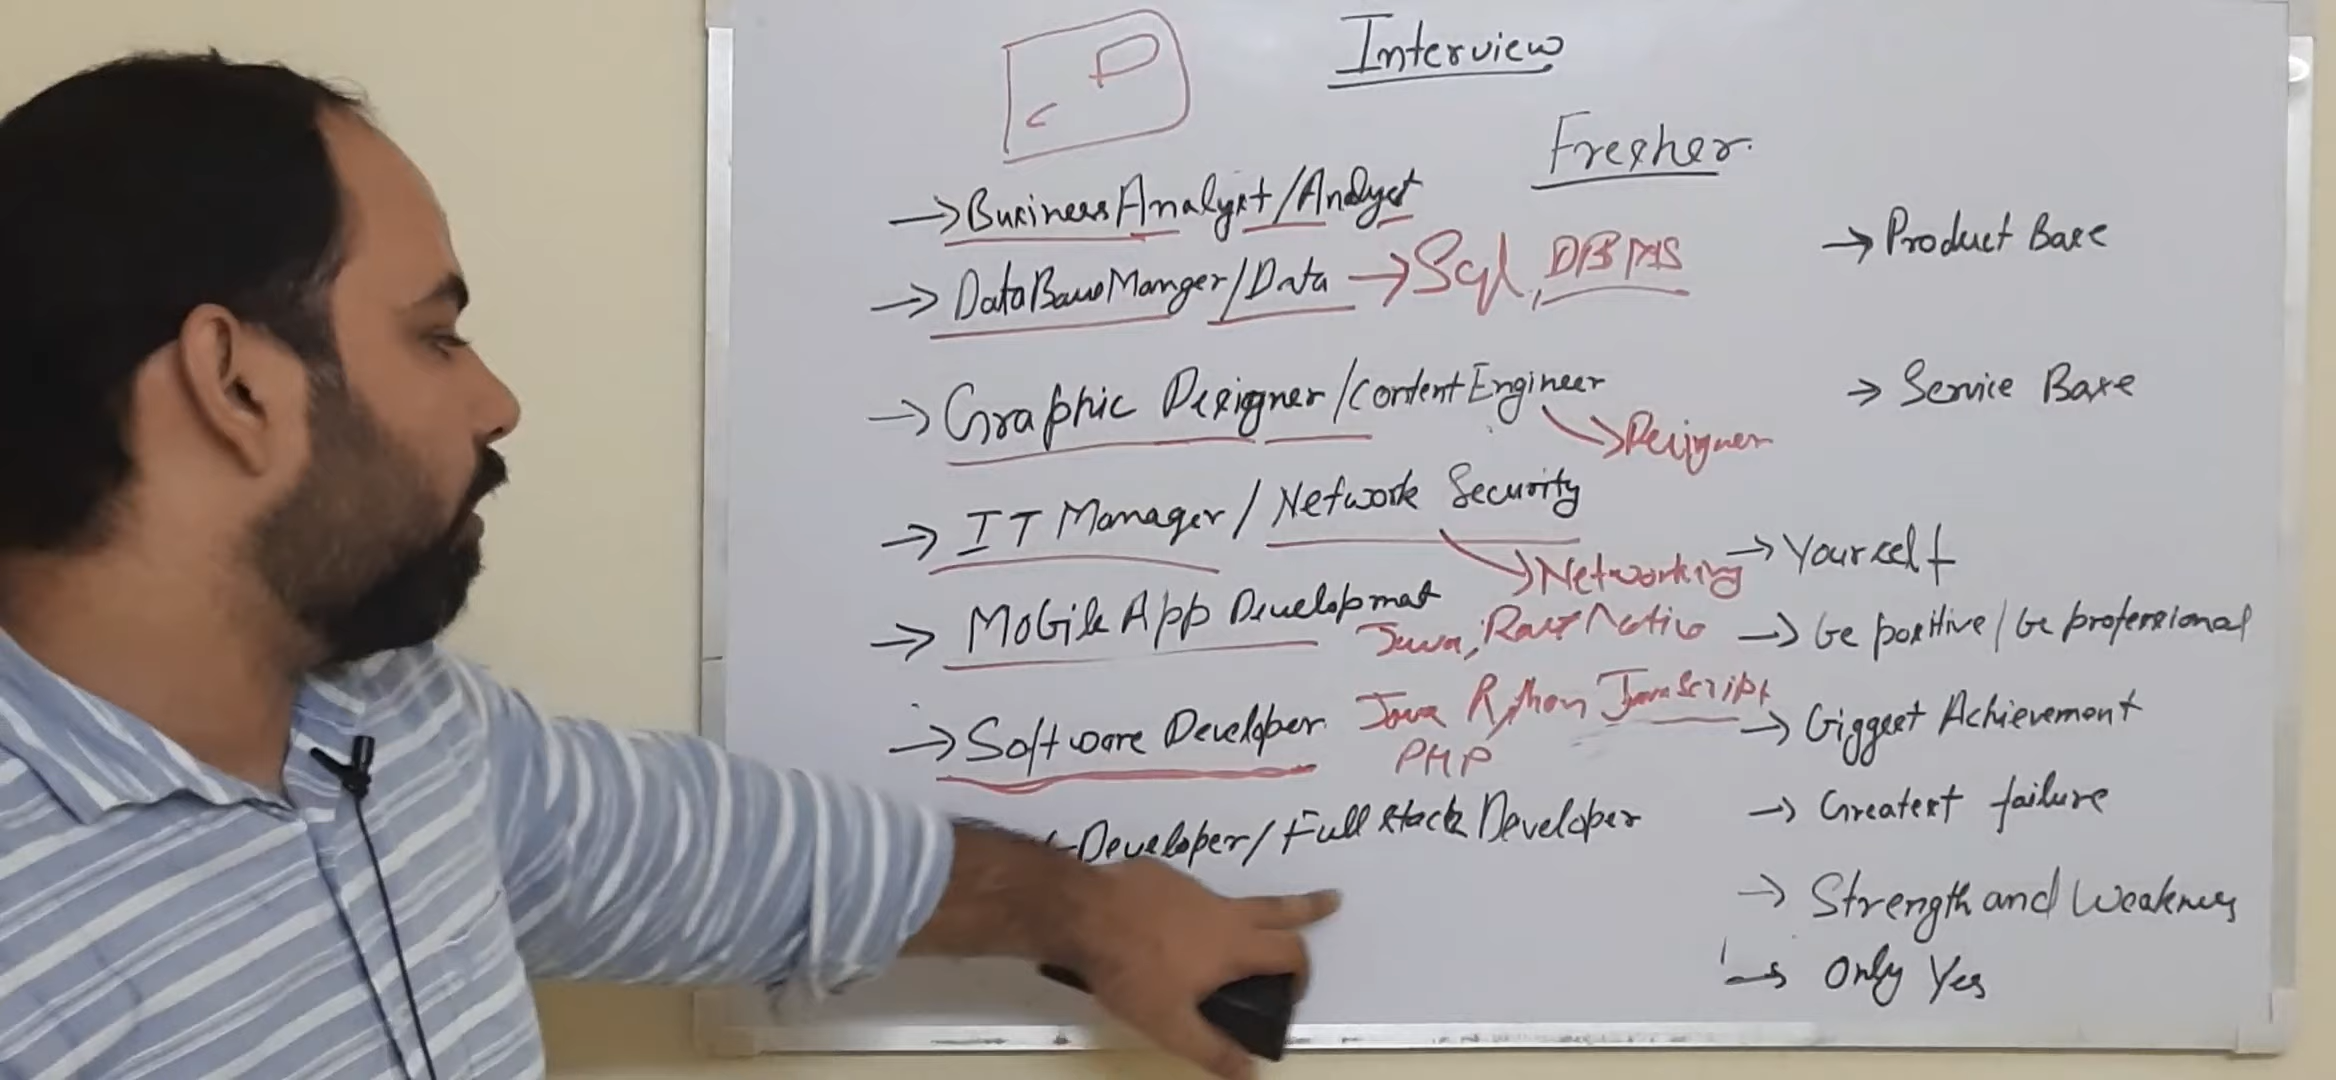 Interview
Fresher
→ Business Analyst/Analyst
→ DataBase Manger/Data → Sql, DBMS
→ Graphic Designer/Content Engineer
→ Designer
→ IT Manager/Network Security
→ Networking
→ Mobile App Development Java, React Native
→ Software Developer Java Python JavaScript
PHP
Developer/Full stack Developer
→ Product Base
→ Service Base
→ Yourself
→ be positive/be professional
→ biggest Achievement
→ Greatest failure
→ Strength and Weakness
→ Only Yes